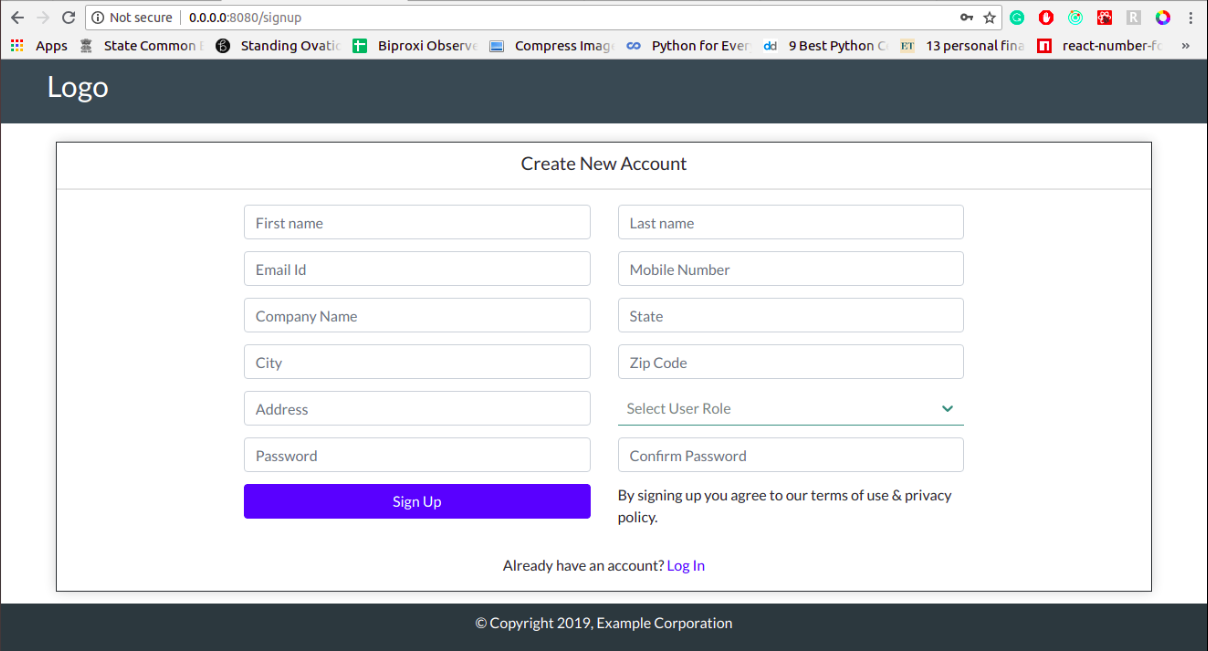 Not secure | 0.0.0.0:8080/signup
Apps State Common Standing Ovatic Biproxi Observe Compress Imag Python for Ever 9 Best Python C 13 personal fina react-number-fo »
Logo
Create New Account
First name Last name
Email Id Mobile Number
Company Name State
City Zip Code
Address Select User Role
Password Confirm Password
Sign Up By signing up you agree to our terms of use & privacy
policy.
Already have an account? Log In
© Copyright 2019, Example Corporation